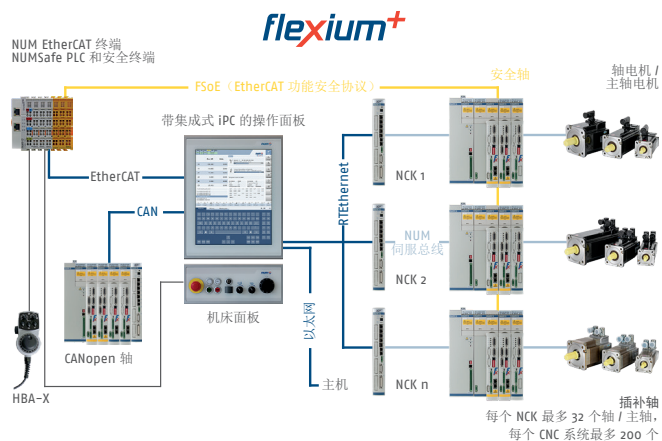 flexium+
NUM EtherCAT 终端
NUMSafe PLC 和安全终端
FSoE（EtherCAT 功能安全协议）
安全轴
轴电机 /
主轴电机
带集成式 iPC 的操作面板
EtherCAT
CAN
RTEthernet
NCK 1
NUM
伺服总线
NCK 2
机床面板
以太网
CANopen 轴
主机
NCK n
HBA-X
插补轴
每个 NCK 最多 32 个轴 / 主轴，
每个 CNC 系统最多 200 个